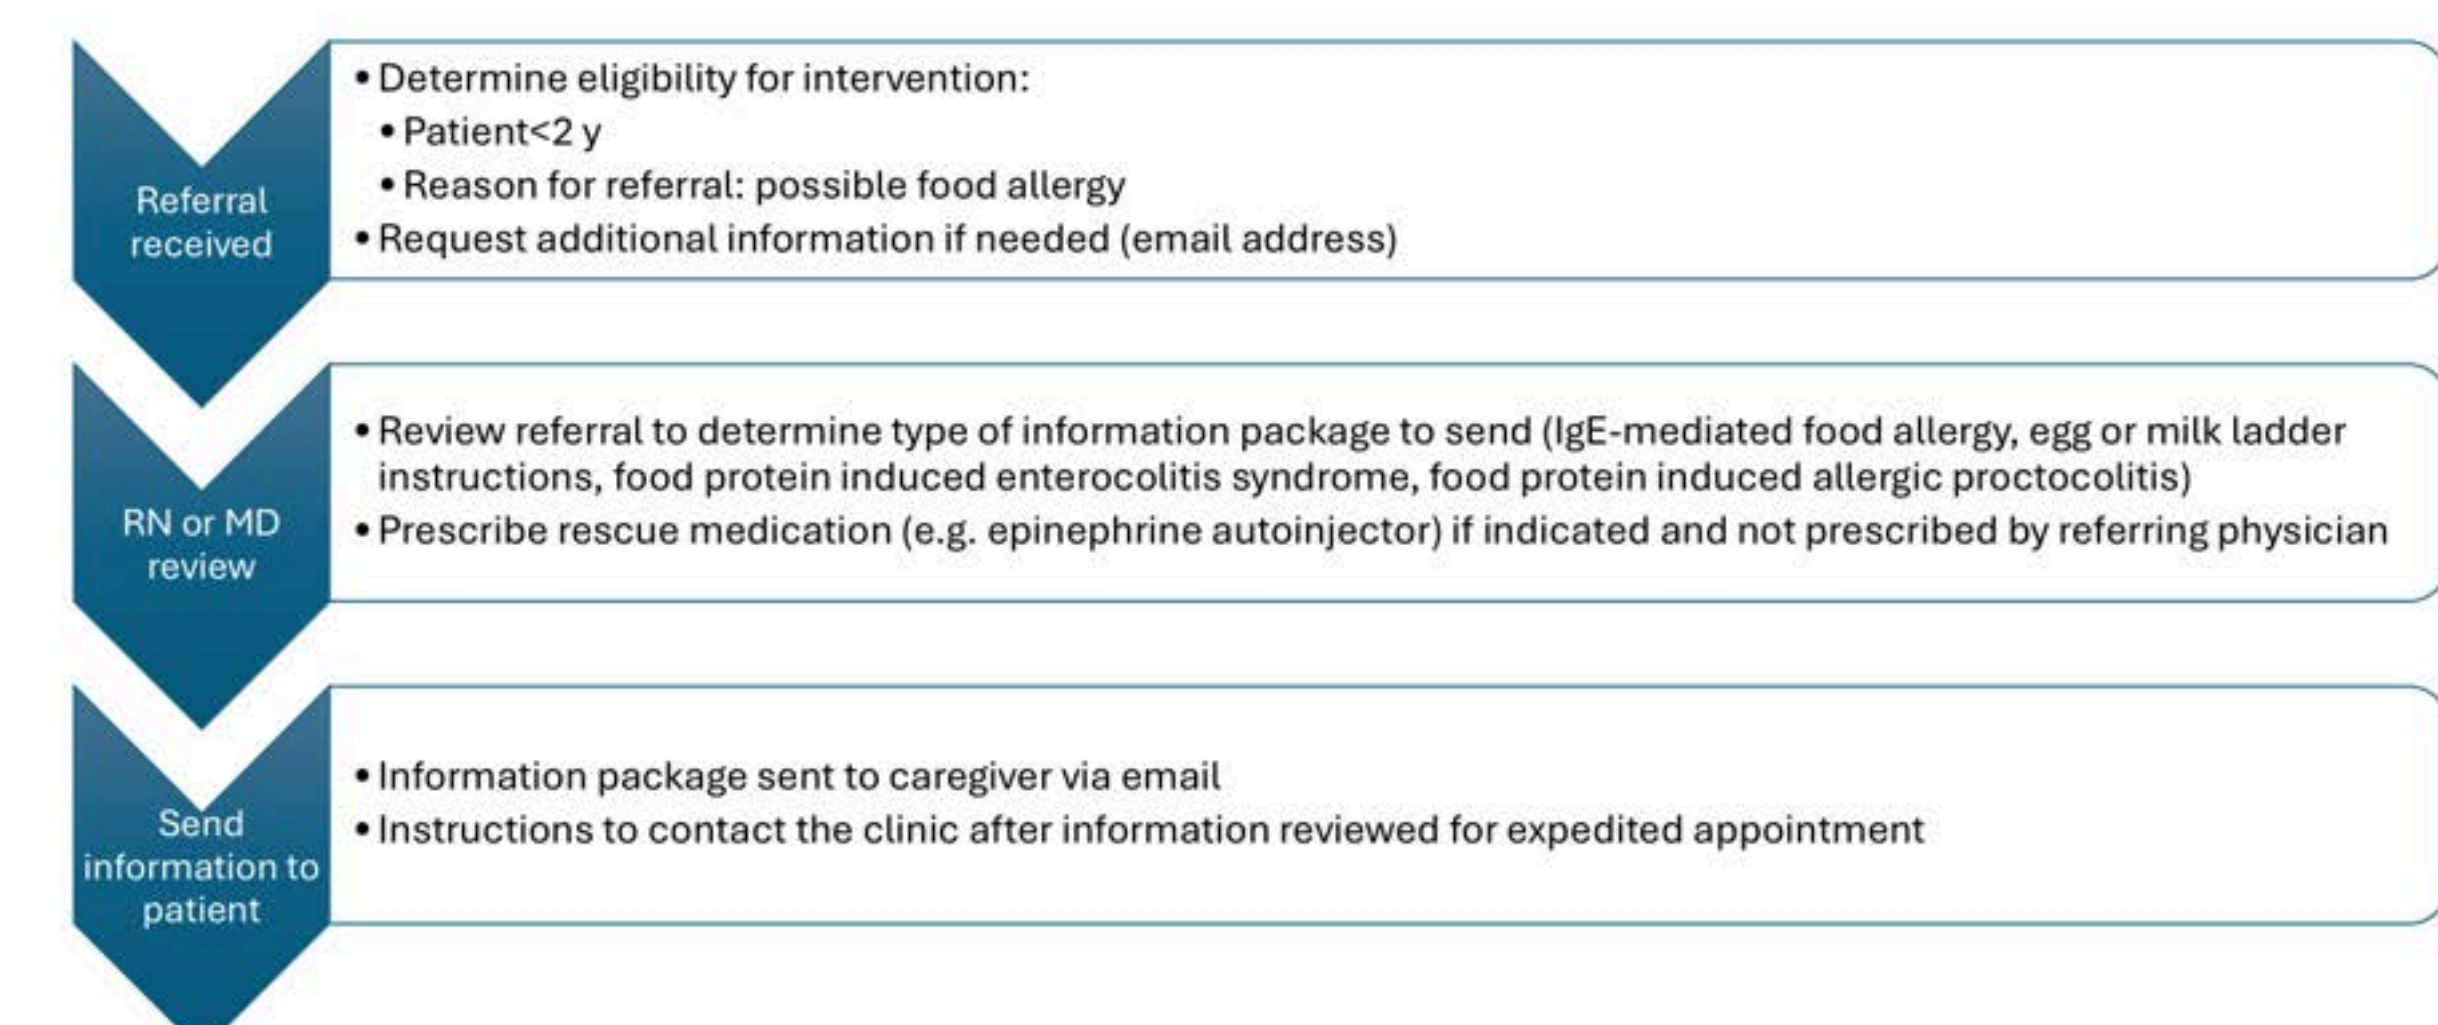 Referral
received
•Determine eligibility for intervention:
•Patient<2 y
•Reason for referral: possible food allergy
•Request additional information if needed (email address)
RN or MD
review
•Review referral to determine type of information package to send (IgE-mediated food allergy, egg or milk ladder
instructions, food protein induced enterocolitis syndrome, food protein induced allergic proctocolitis)
•Prescribe rescue medication (e.g. epinephrine autoinjector) if indicated and not prescribed by referring physician
Send
information to
patient
•Information package sent to caregiver via email
•Instructions to contact the clinic after information reviewed for expedited appointment